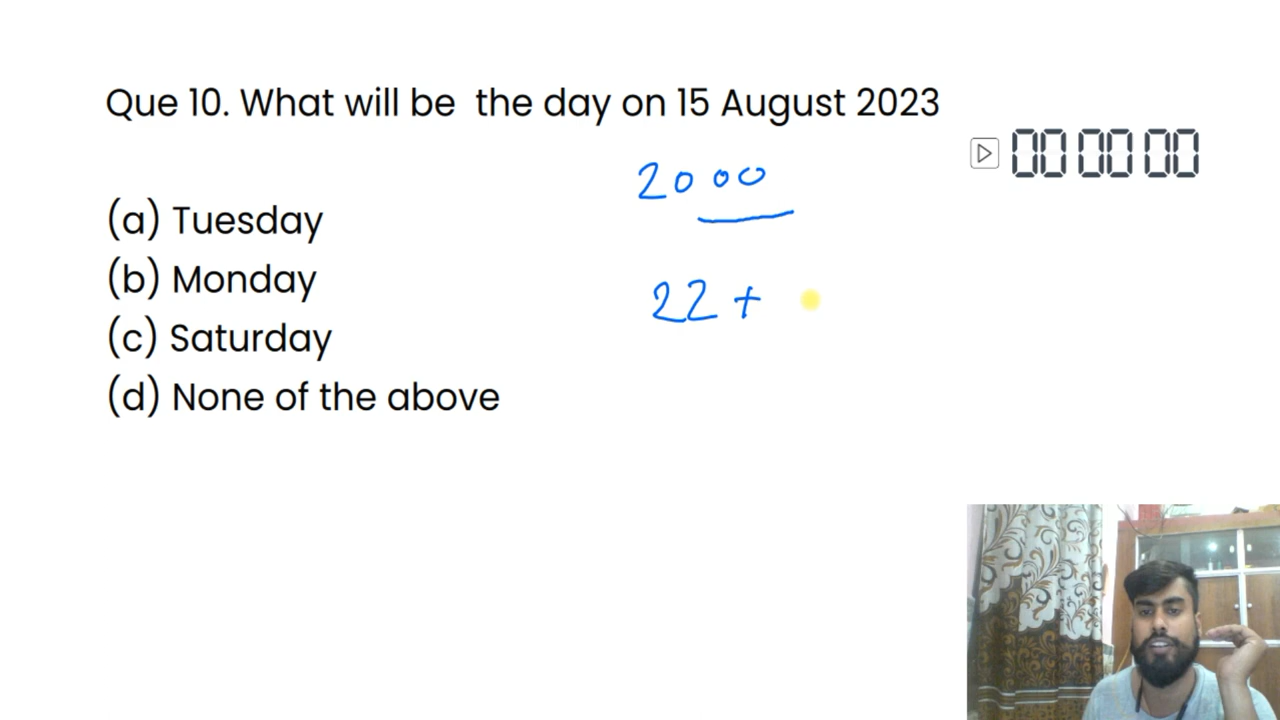 Que 10. What will be the day on 15 August 2023
00 00 00
2000
(a) Tuesday
(b) Monday
22 +
(c) Saturday
(d) None of the above